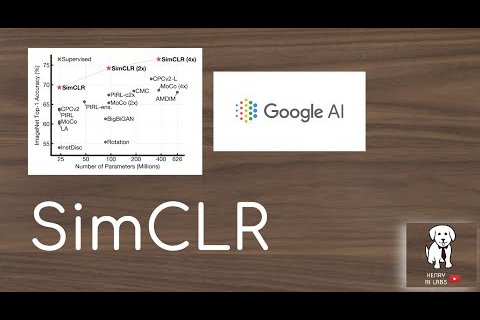 ImageNet Top-1 Accuracy (%)
75
70
65
60
55
Supervised
SimCLR (4x)
SimCLR (2x)
SimCLR
CPCv2-L
CMC
MoCo (4x)
PIRL-c2x
AMDIM
MoCo (2x)
CPCv2
PIRL-ens.
PIRL
MoCo
BigBiGAN
LA
Rotation
InstDisc
25
50
100
200
400
626
Number of Parameters (Millions)
Google AI
SimCLR
HENRY
AI LABS